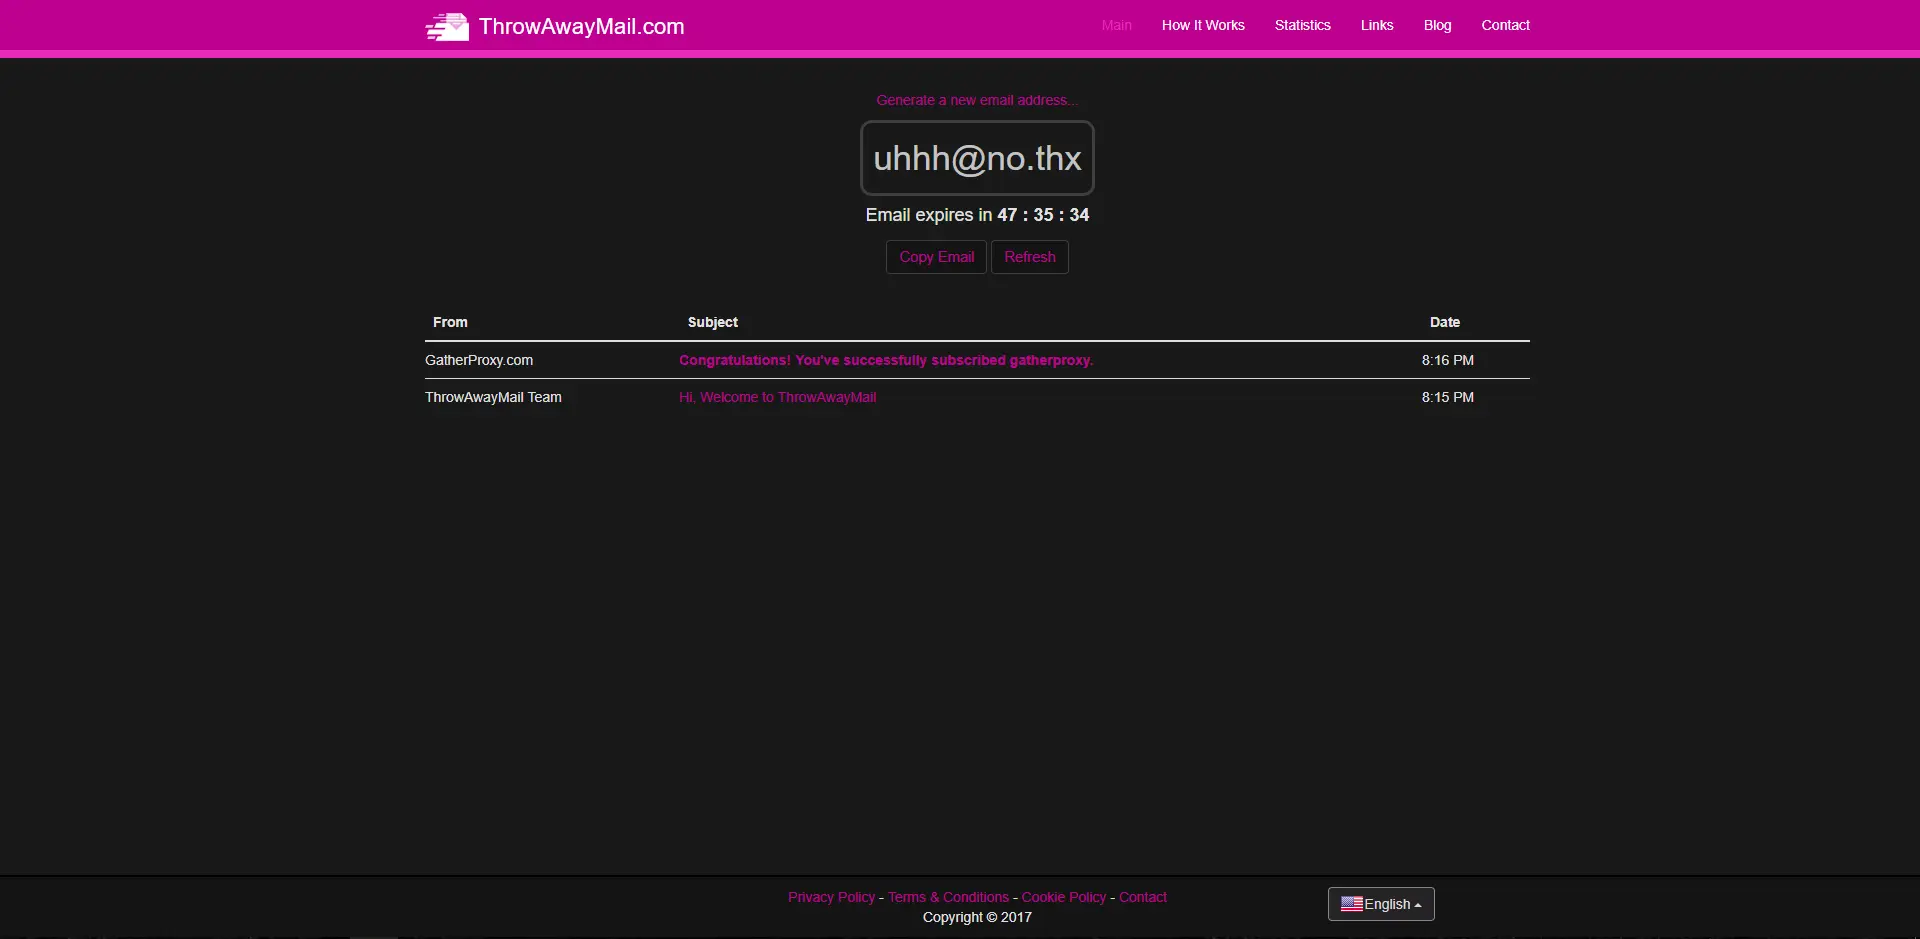 ThrowAwayMail.com Main How It Works Statistics Links Blog Contact
Generate a new email address...
uhhh@no.thx
Email expires in 47 : 35 : 34
Copy Email Refresh
From Subject Date
GatherProxy.com Congratulations! You've successfully subscribed gatherproxy. 8:16 PM
ThrowAwayMail Team Hi, Welcome to ThrowAwayMail 8:15 PM
Privacy Policy - Terms & Conditions - Cookie Policy - Contact
English
Copyright © 2017